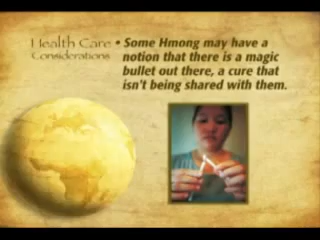 Health Care
Considerations
• Some Hmong may have a
notion that there is a magic
bullet out there, a cure that
isn't being shared with them.